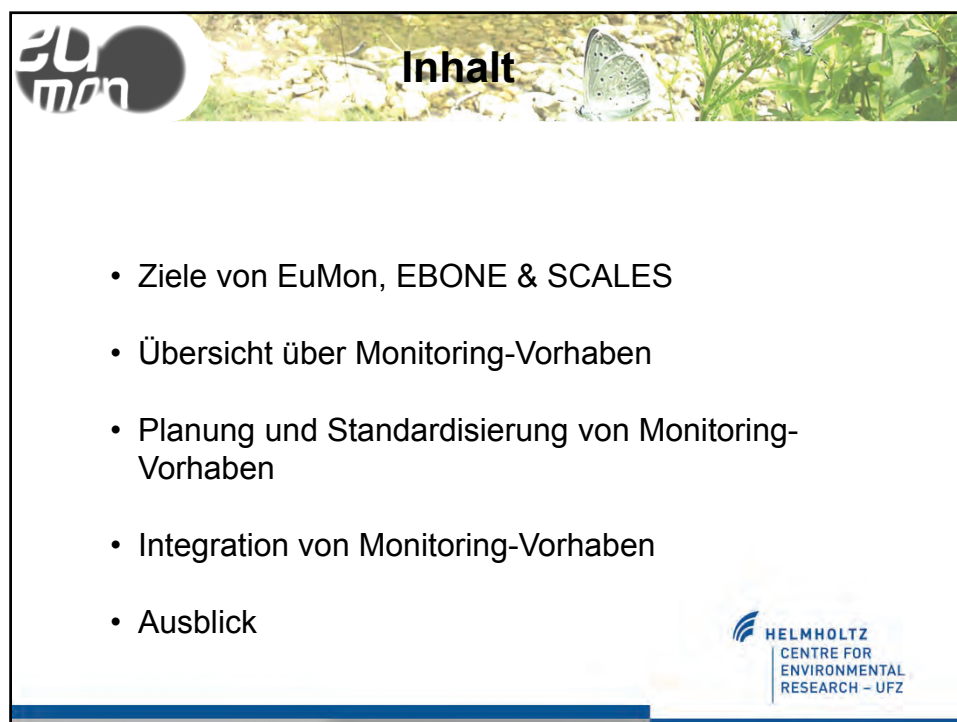 eu
mon
Inhalt
• Ziele von EuMon, EBONE & SCALES
• Übersicht über Monitoring-Vorhaben
• Planung und Standardisierung von Monitoring-
Vorhaben
• Integration von Monitoring-Vorhaben
• Ausblick
HELMHOLTZ
CENTRE FOR
ENVIRONMENTAL
RESEARCH – UFZ